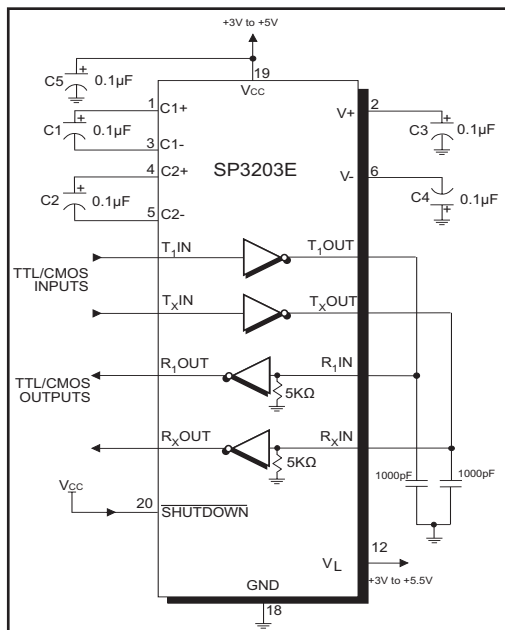 +3V to +5V
19
VCC
C5 + 0.1µF
1 C1+
C1 + 0.1µF
3 C1-
4 C2+
C2 + 0.1µF
5 C2-
SP3203E
V+ 2
C3 + 0.1µF
V- 6
C4 + 0.1µF
T1IN T1OUT
TTL/CMOS
INPUTS
TXIN TXOUT
R1OUT R1IN
TTL/CMOS
OUTPUTS
5KΩ
RXOUT RXIN
5KΩ
1000pF 1000pF
VCC
20 SHUTDOWN
VL 12
+3V to +5.5V
GND
18